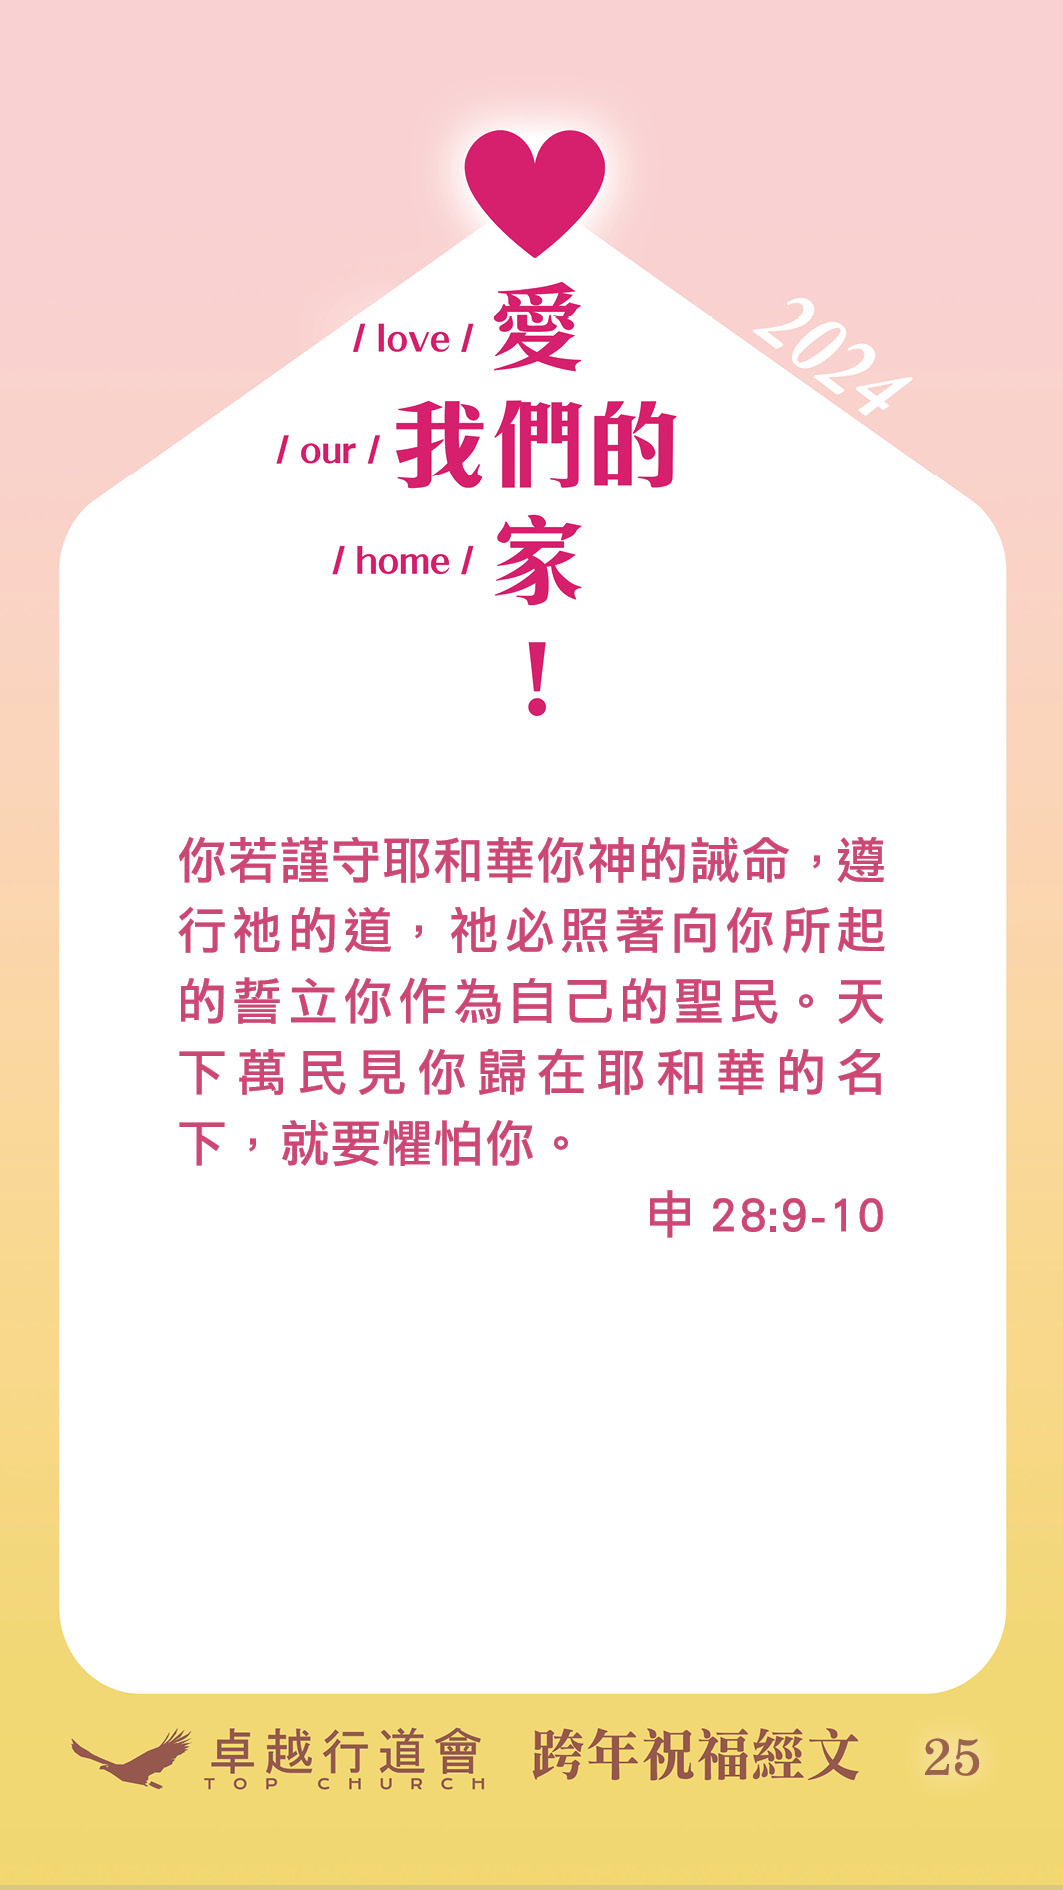 / love / 愛
2024
/ our / 我們的
/ home / 家
！
你若謹守耶和華你神的誡命，遵
行祂的道，祂必照著向你所起
的誓立你作為自己的聖民。天
下萬民見你歸在耶和華的名
下，就要懼怕你。
申 28:9-10
卓越行道會 跨年祝福經文 25
TOP CHURCH